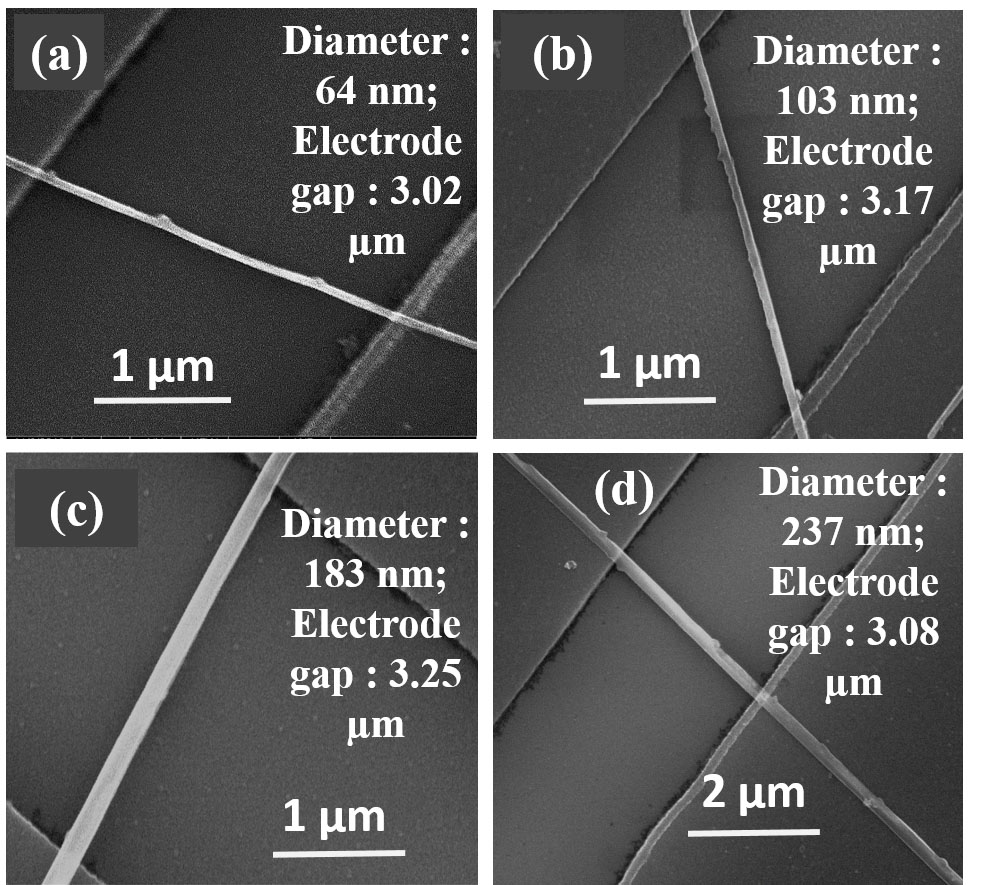 (a)
Diameter :
64 nm;
Electrode
gap : 3.02
µm
1 µm
(b)
Diameter :
103 nm;
Electrode
gap : 3.17
µm
1 µm
(c)
Diameter :
183 nm;
Electrode
gap : 3.25
µm
1 µm
(d)
Diameter :
237 nm;
Electrode
gap : 3.08
µm
2 µm